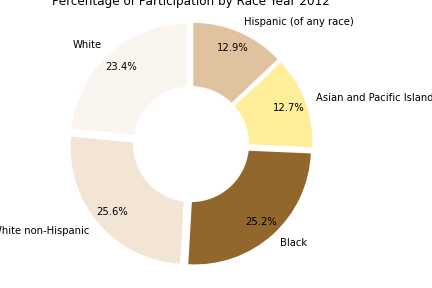 Percentage of Participation by Race Year 2012
Hispanic (of any race)
White
12.9%
23.4%
Asian and Pacific Island
12.7%
25.6%
25.2%
White non-Hispanic
Black